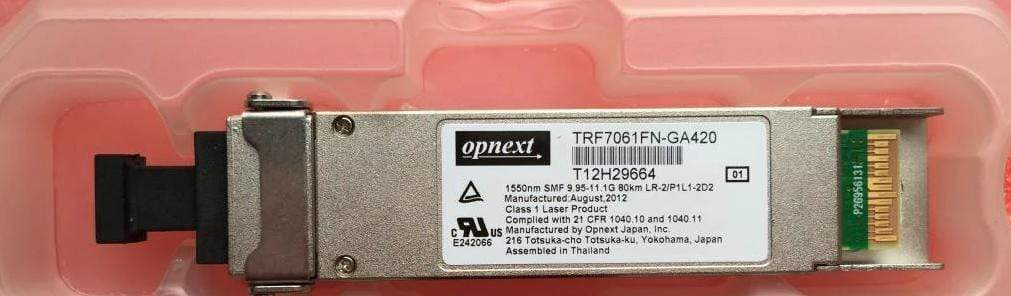 opnext
TRF7061FN-GA420
T12H29664
01
1550nm SMF 9.95-11.1G 80km LR-2/P1L1-2D2
Manufactured:August,2012
Class 1 Laser Product
Complied with 21 CFR 1040.10 and 1040.11
Manufactured by Opnext Japan, Inc.
216 Totsuka-cho Totsuka-ku, Yokohama, Japan
Assembled in Thailand
C RU US
E242066
P2G956131